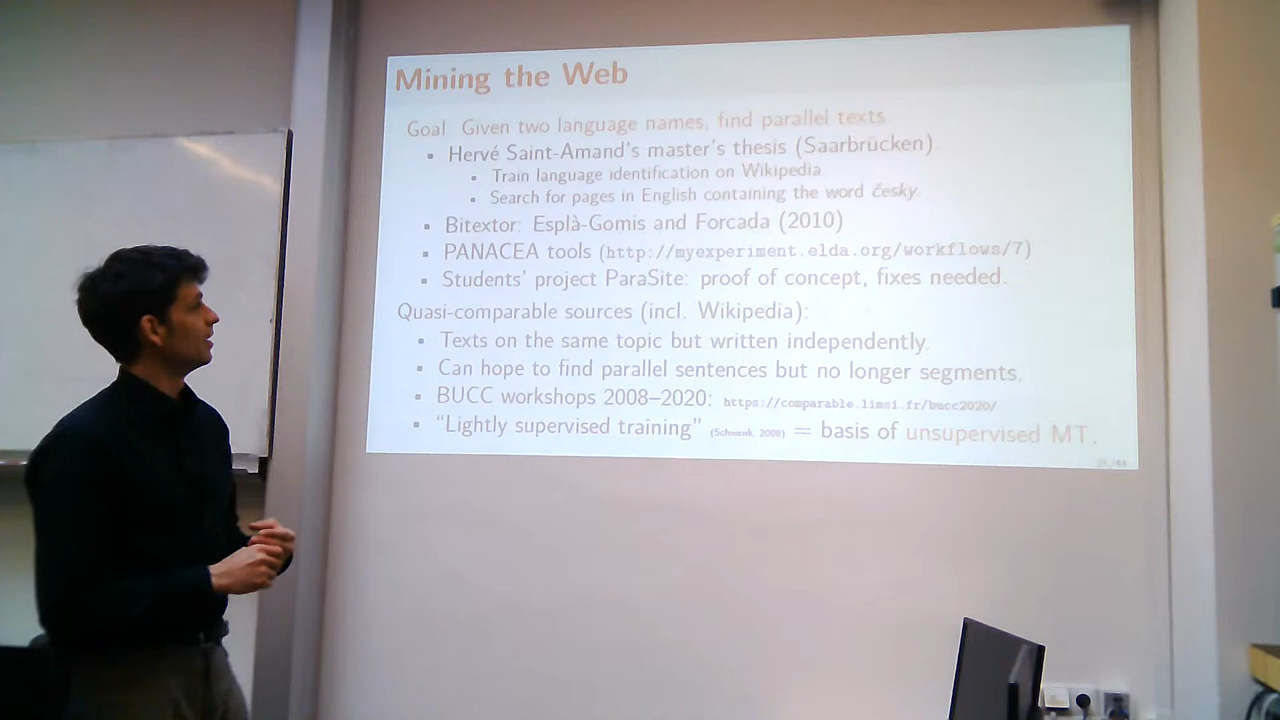 Mining the Web
Goal Given two language names, find parallel texts.
▪ Hervé Saint-Amand's master's thesis (Saarbrücken).
▪ Train language identification on Wikipedia.
▪ Search for pages in English containing the word česky.
▪ Bitextor: Esplà-Gomis and Forcada (2010)
▪ PANACEA tools (http://myexperiment.elda.org/workflows/7)
▪ Students' project ParaSite: proof of concept, fixes needed.
Quasi-comparable sources (incl. Wikipedia):
▪ Texts on the same topic but written independently.
▪ Can hope to find parallel sentences but no longer segments.
▪ BUCC workshops 2008–2020: https://comparable.limsi.fr/bucc2020/
▪ "Lightly supervised training" (Schwenk, 2008) = basis of unsupervised MT.